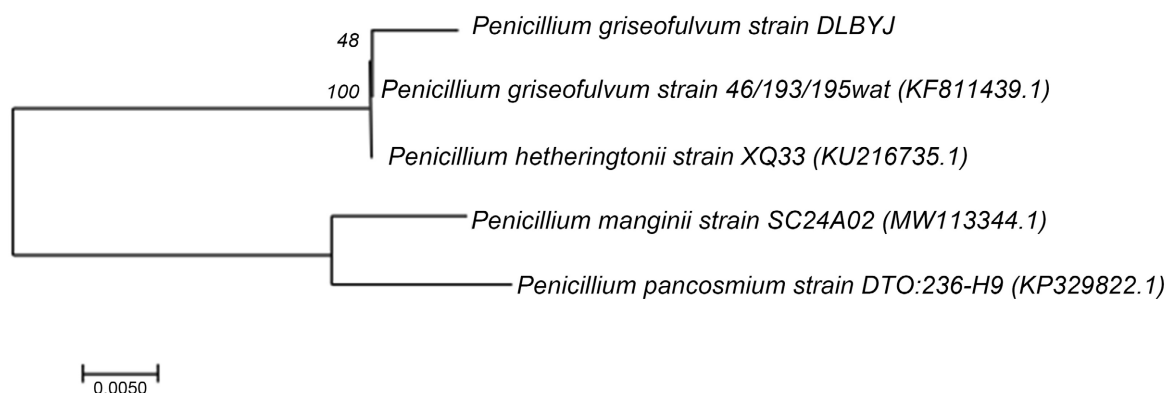 Penicillium griseofulvum strain DLBYJ
48
100
Penicillium griseofulvum strain 46/193/195wat (KF811439.1)
Penicillium hetheringtonii strain XQ33 (KU216735.1)
Penicillium manginii strain SC24A02 (MW113344.1)
Penicillium pancosmium strain DTO:236-H9 (KP329822.1)
0.0050